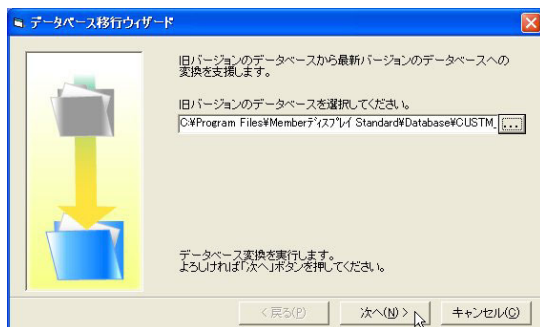 データベース移行ウィザード
旧バージョンのデータベースから最新バージョンのデータベースへの
変換を支援します。
旧バージョンのデータベースを選択してください。
C:¥Program Files¥Memberディスプレイ Standard¥Database¥CUSTM_
...
データベース変換を実行します。
よろしければ「次へ」ボタンを押してください。
< 戻る(P)
次へ(N) >
キャンセル(C)